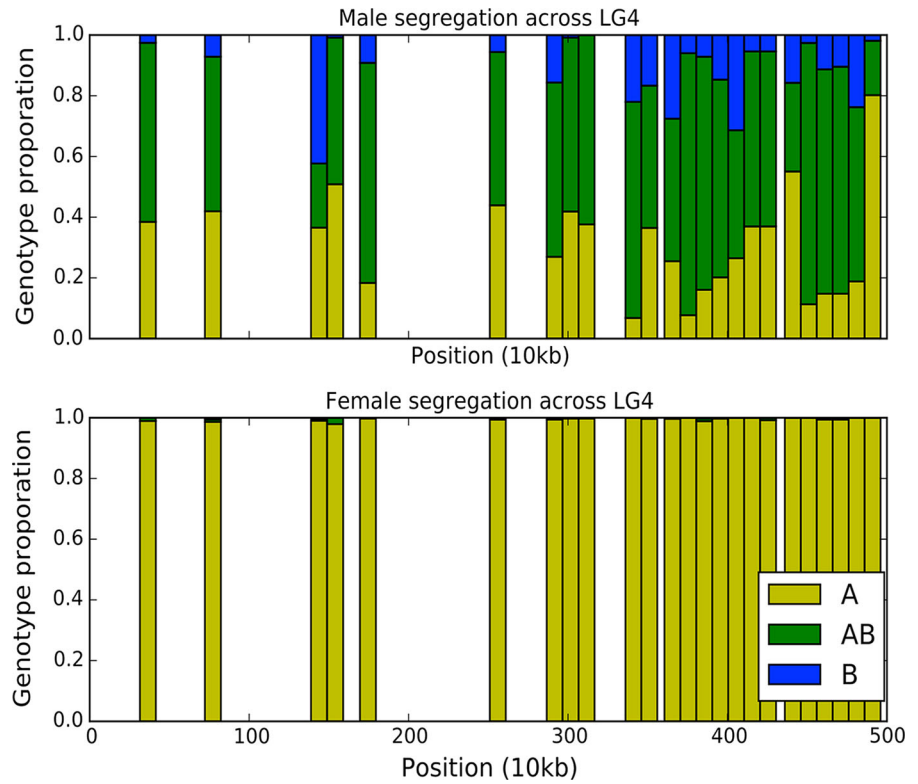 Male segregation across LG4
1.0
0.8
0.6
0.4
0.2
0.0
Genotype proporation
Position (10kb)
Female segregation across LG4
1.0
0.8
0.6
0.4
0.2
0.0
Genotype proporation
A
AB
B
0 100 200 300 400 500
Position (10kb)